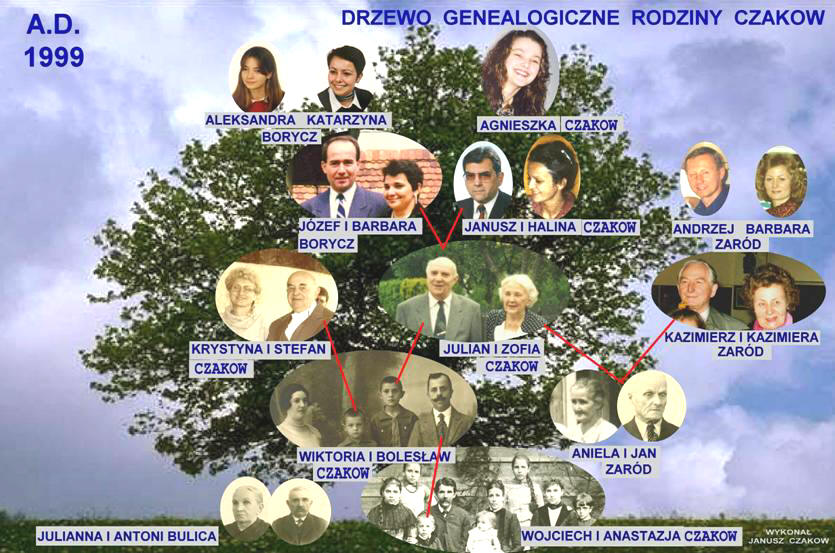 A.D.
1999
DRZEWO GENEALOGICZNE RODZINY CZAKOW
ALEKSANDRA KATARZYNA
BORYCZ
AGNIESZKA CZAKOW
JÓZEF I BARBARA
BORYCZ
JANUSZ I HALINA CZAKOW
ANDRZEJ BARBARA
ZARÓD
KRYSTYNA I STEFAN
CZAKOW
JULIAN I ZOFIA
CZAKOW
KAZIMIERZ I KAZIMIERA
ZARÓD
WIKTORIA I BOLESŁAW
CZAKOW
ANIELA I JAN
ZARÓD
JULIANNA I ANTONI BULICA
WOJCIECH I ANASTAZJA CZAKOW
WYKONAŁ
JANUSZ CZAKOW